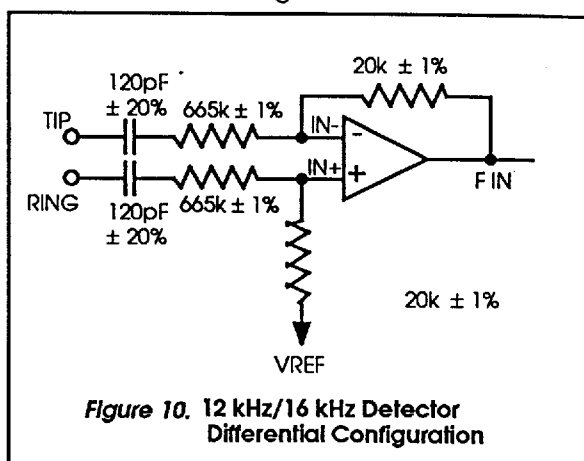 120pF
± 20%
20k ± 1%
665k ± 1%
TIP
IN-
-
IN+
+
F IN
RING
665k ± 1%
120pF
± 20%
20k ± 1%
VREF
Figure 10. 12 kHz/16 kHz Detector
Differential Configuration